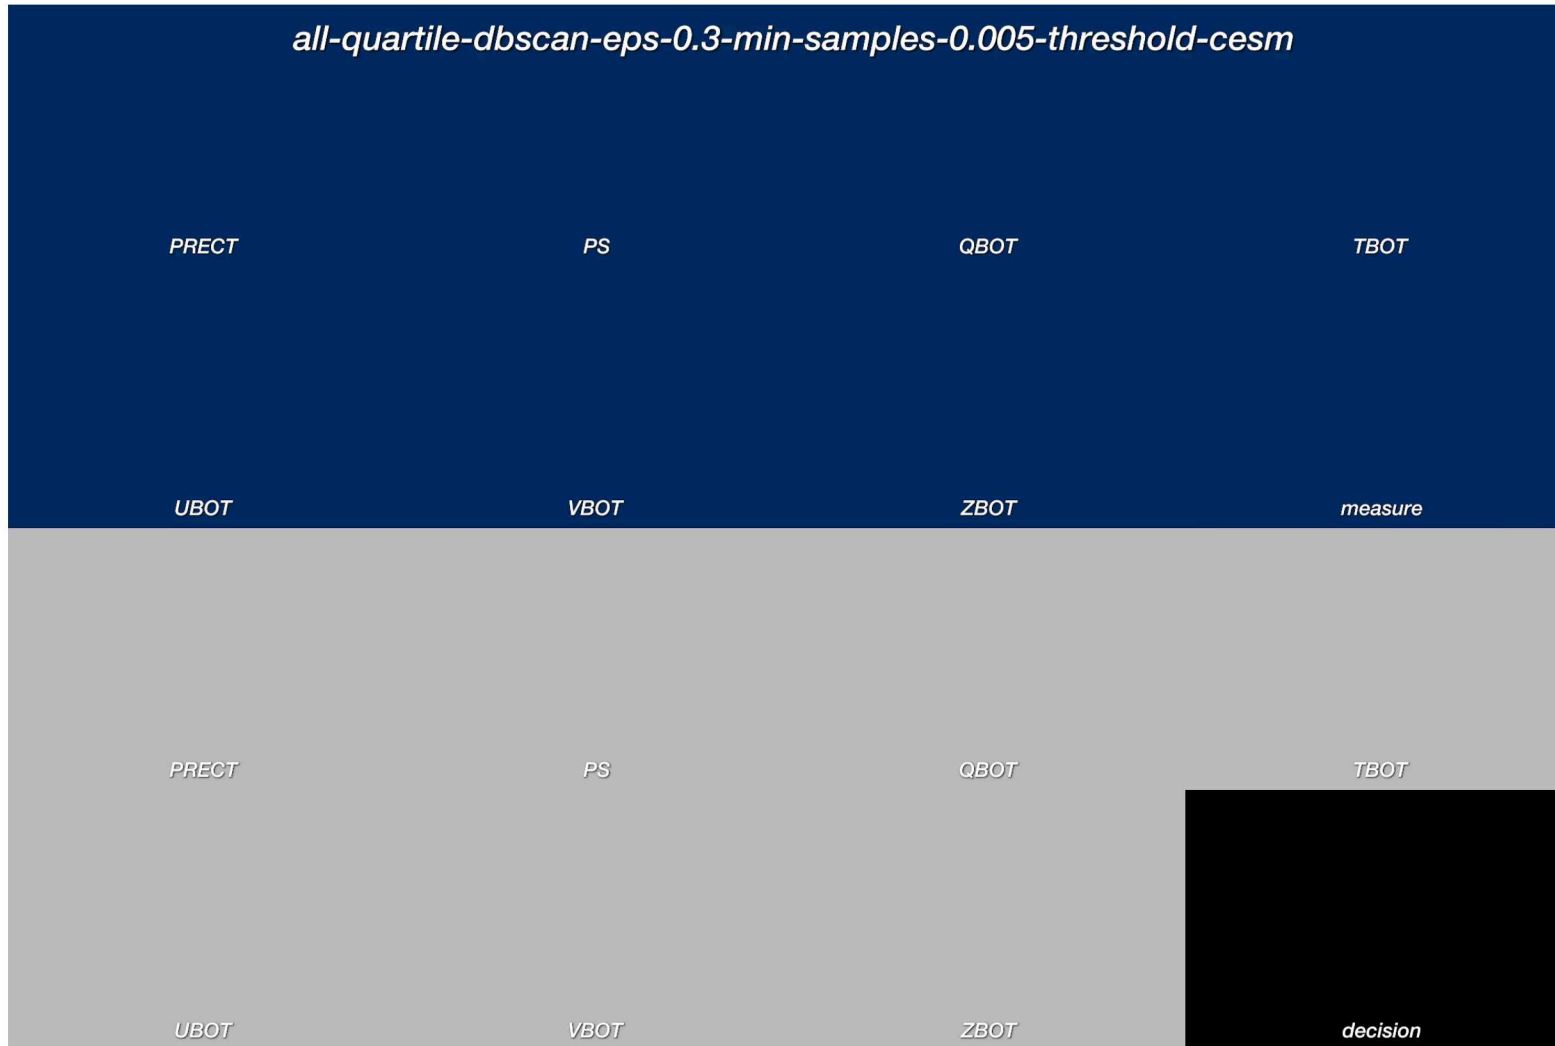 all-quartile-dbscan-eps-0.3-min-samples-0.005-threshold-cesm
PRECT PS QBOT TBOT
UBOT VBOT ZBOT measure
PRECT PS QBOT TBOT
UBOT VBOT ZBOT decision